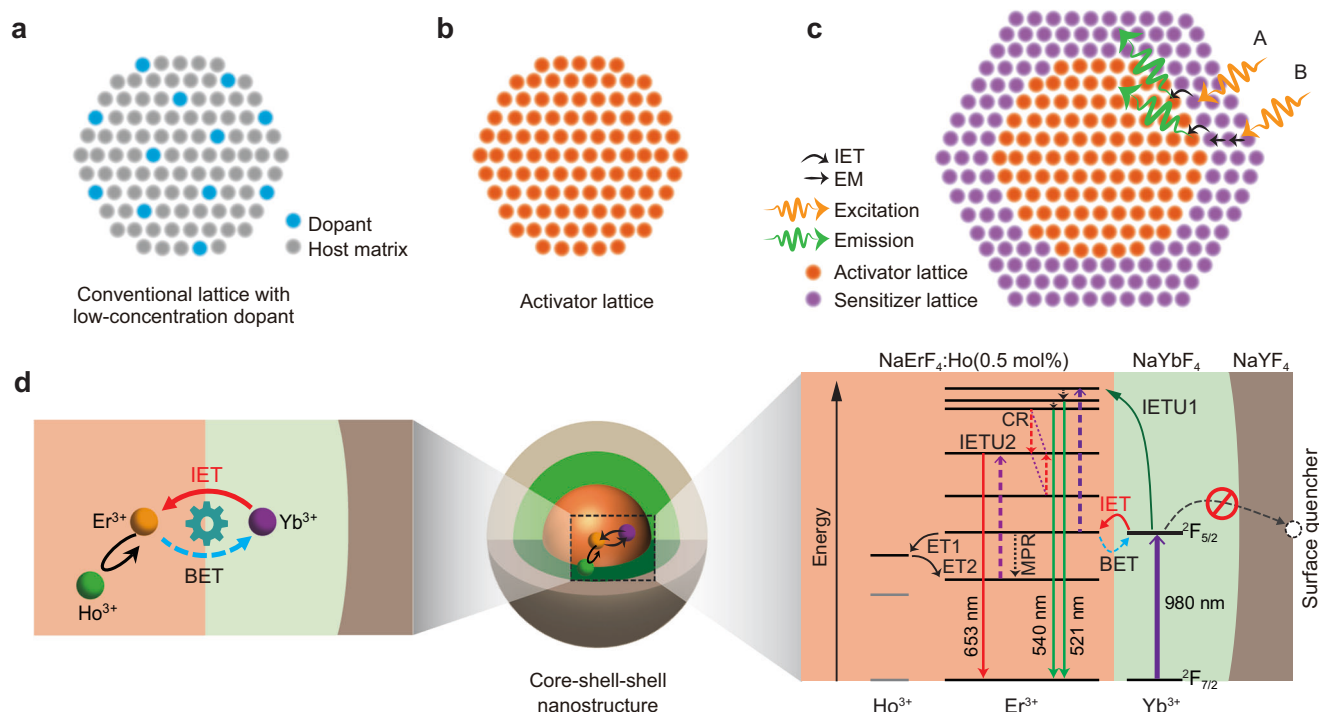 a
Dopant
Host matrix
Conventional lattice with
low-concentration dopant
b
Activator lattice
c
A
B
IET
EM
Excitation
Emission
Activator lattice
Sensitizer lattice
d
IET
Er³⁺
Yb³⁺
BET
Ho³⁺
Core-shell-shell
nanostructure
NaErF₄:Ho(0.5 mol%)
NaYbF₄
NaYF₄
Energy
CR
IETU1
IETU2
IET
BET
ET1
ET2
MPR
²F₅/₂
980 nm
653 nm
540 nm
521 nm
²F₇/₂
Surface quencher
Ho³⁺
Er³⁺
Yb³⁺